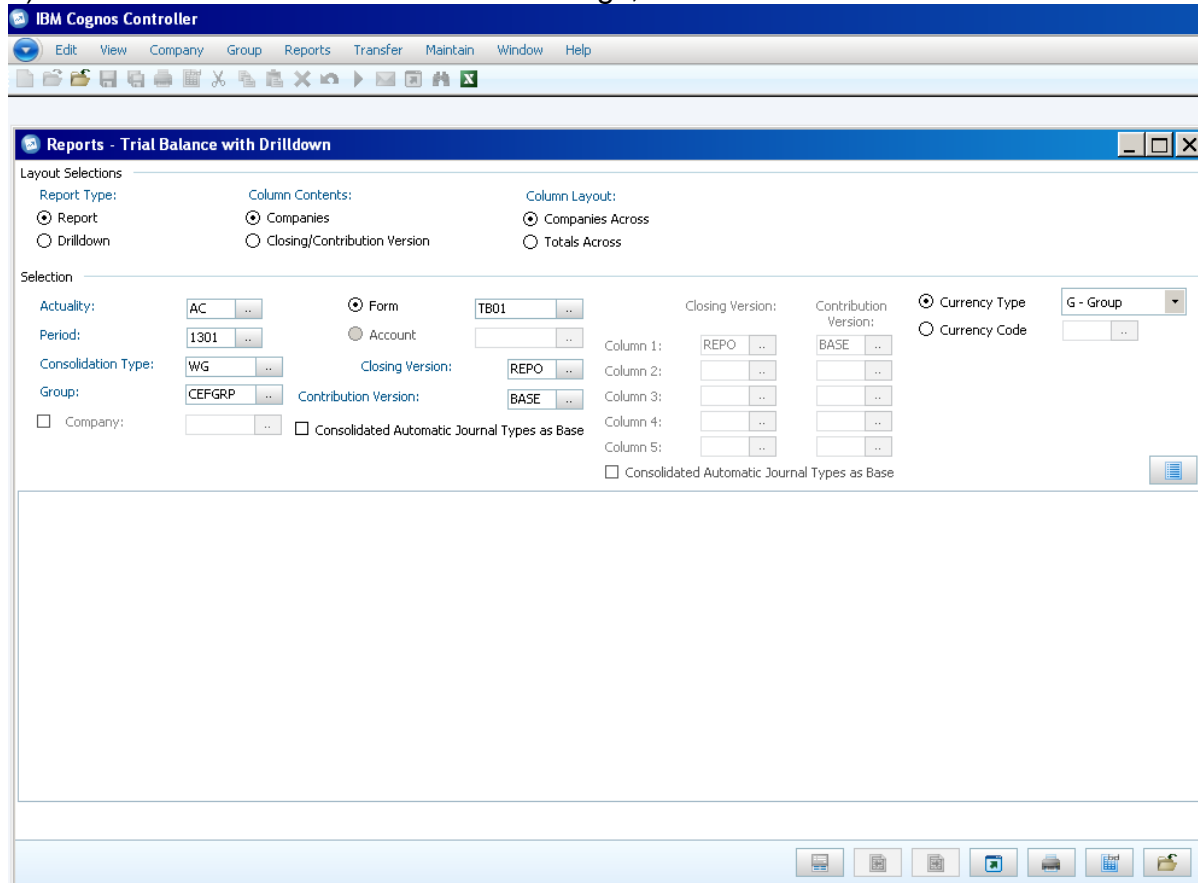 IBM Cognos Controller
Edit View Company Group Reports Transfer Maintain Window Help
Reports - Trial Balance with Drilldown
Layout Selections
Report Type: Column Contents: Column Layout:
Report Companies Companies Across
Drilldown Closing/Contribution Version Totals Across
Selection
Actuality: AC .. Form TB01 .. Closing Version: Contribution Version: Currency Type G - Group
Period: 1301 .. Account .. Column 1: REPO .. BASE .. Currency Code ..
Consolidation Type: WG .. Closing Version: REPO .. Column 2: .. ..
Group: CEFGRP .. Contribution Version: BASE .. Column 3: .. ..
Company: .. Consolidated Automatic Journal Types as Base Column 4: .. ..
Column 5: .. ..
Consolidated Automatic Journal Types as Base